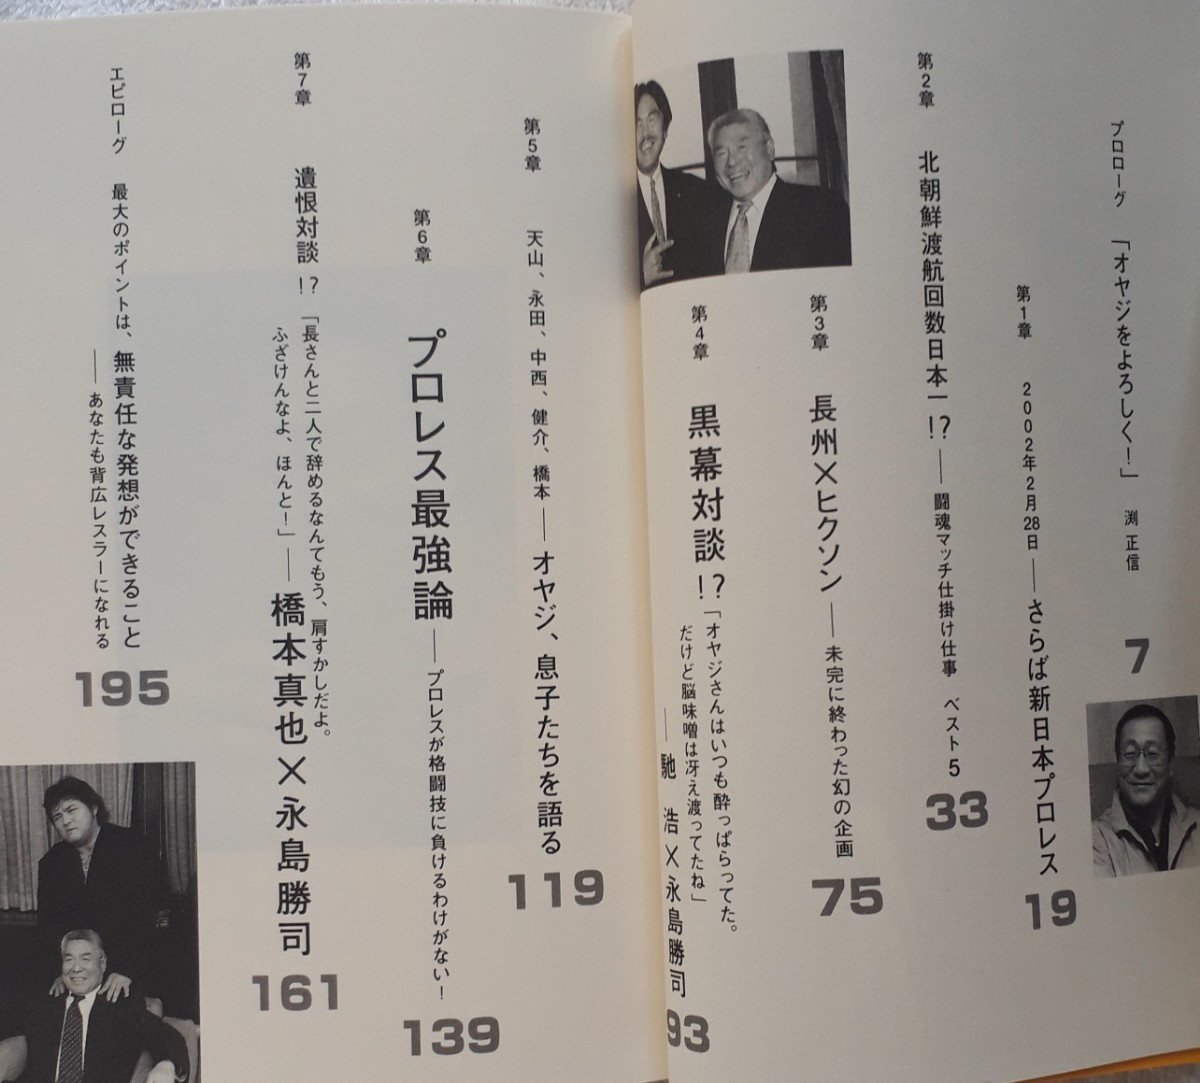 プロローグ 「オヤジをよろしく！」 渕 正信 7
第1章 2002年2月28日――さらば新日本プロレス 19
第2章 北朝鮮渡航回数日本一!?――闘魂マッチ仕掛け仕事 ベスト5 33
第3章 長州×ヒクソン――未完に終わった幻の企画 75
第4章 黒幕対談!?「オヤジさんはいつも酔っぱらってた。
だけど脳味噌は冴え渡ってたね」
――馳 浩×永島勝司 93
第5章 天山、永田、中西、健介、橋本――オヤジ、息子たちを語る 119
第6章 プロレス最強論――プロレスが格闘技に負けるわけがない! 139
第7章 遺恨対談!?「長さんと二人で辞めるなんてもう、肩すかしだよ。
ふざけんなよ、ほんと！」――橋本真也×永島勝司 161
エピローグ 最大のポイントは、無責任な発想ができること
――あなたも背広レスラーになれる 195